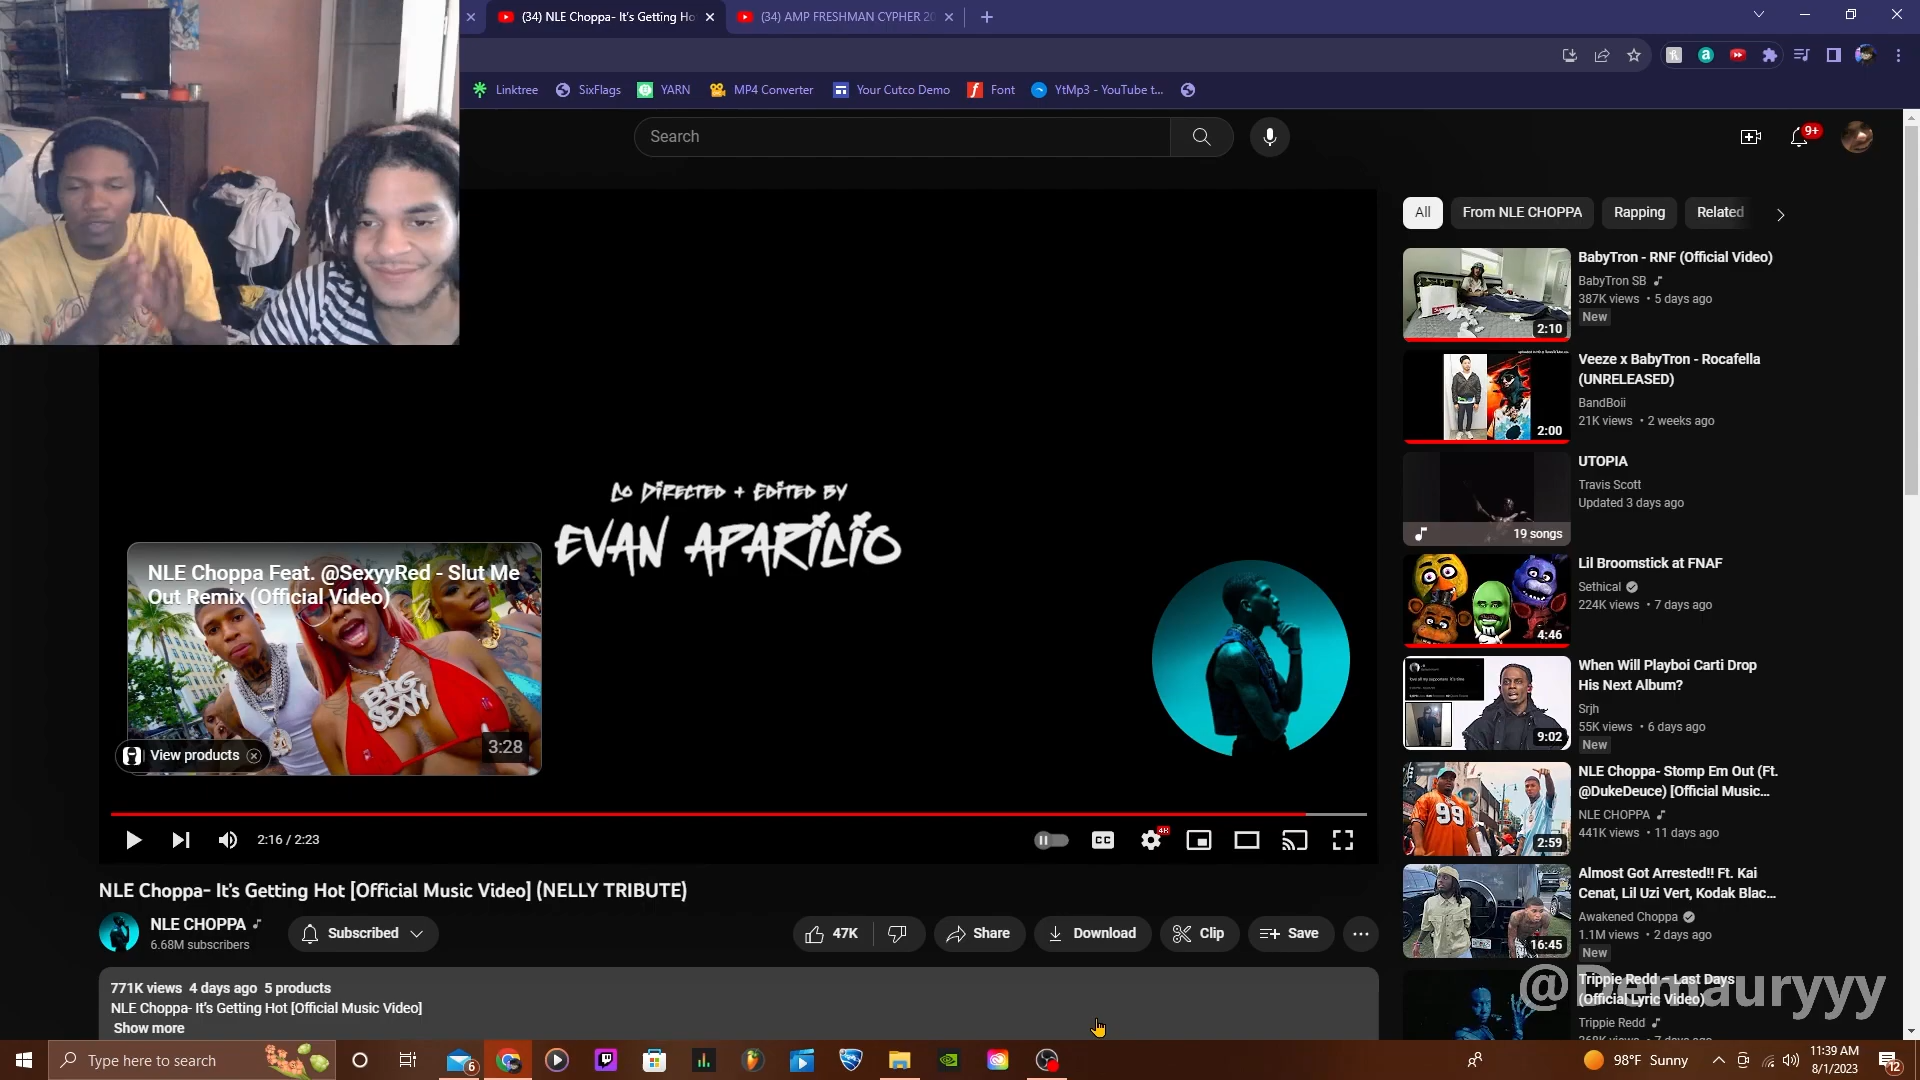 (34) NLE Choppa- It's Getting Ho
(34) AMP FRESHMAN CYPHER 20
Linktree
SixFlags
YARN
MP4 Converter
Your Cutco Demo
Font
YtMp3 - YouTube t...
Search
9+
All
From NLE CHOPPA
Rapping
Related
CO DIRECTED + EDITED BY
EVAN APARICIO
NLE Choppa Feat. @SexyyRed - Slut Me
Out Remix (Official Video)
BIG
SEXY
3:28
View products
2:16 / 2:23
CC
4K
NLE Choppa- It's Getting Hot [Official Music Video] (NELLY TRIBUTE)
NLE CHOPPA
6.68M subscribers
Subscribed
47K
Share
Download
Clip
Save
771K views 4 days ago 5 products
NLE Choppa- It's Getting Hot [Official Music Video]
Show more
BabyTron - RNF (Official Video)
BabyTron SB
387K views • 5 days ago
New
2:10
Veeze x BabyTron - Rocafella
(UNRELEASED)
BandBoii
21K views • 2 weeks ago
2:00
UTOPIA
Travis Scott
Updated 3 days ago
19 songs
Lil Broomstick at FNAF
Sethical
224K views • 7 days ago
4:46
When Will Playboi Carti Drop
His Next Album?
Srjh
55K views • 6 days ago
New
9:02
NLE Choppa- Stomp Em Out (Ft.
@DukeDeuce) [Official Music...
NLE CHOPPA
441K views • 11 days ago
99
2:59
Almost Got Arrested!! Ft. Kai
Cenat, Lil Uzi Vert, Kodak Blac...
Awakened Choppa
1.1M views • 2 days ago
New
16:45
Trippie Redd – Last Days
(Official Lyric Video)
Trippie Redd
@Demauryyy
Type here to search
6
98°F Sunny
11:39 AM
8/1/2023
12